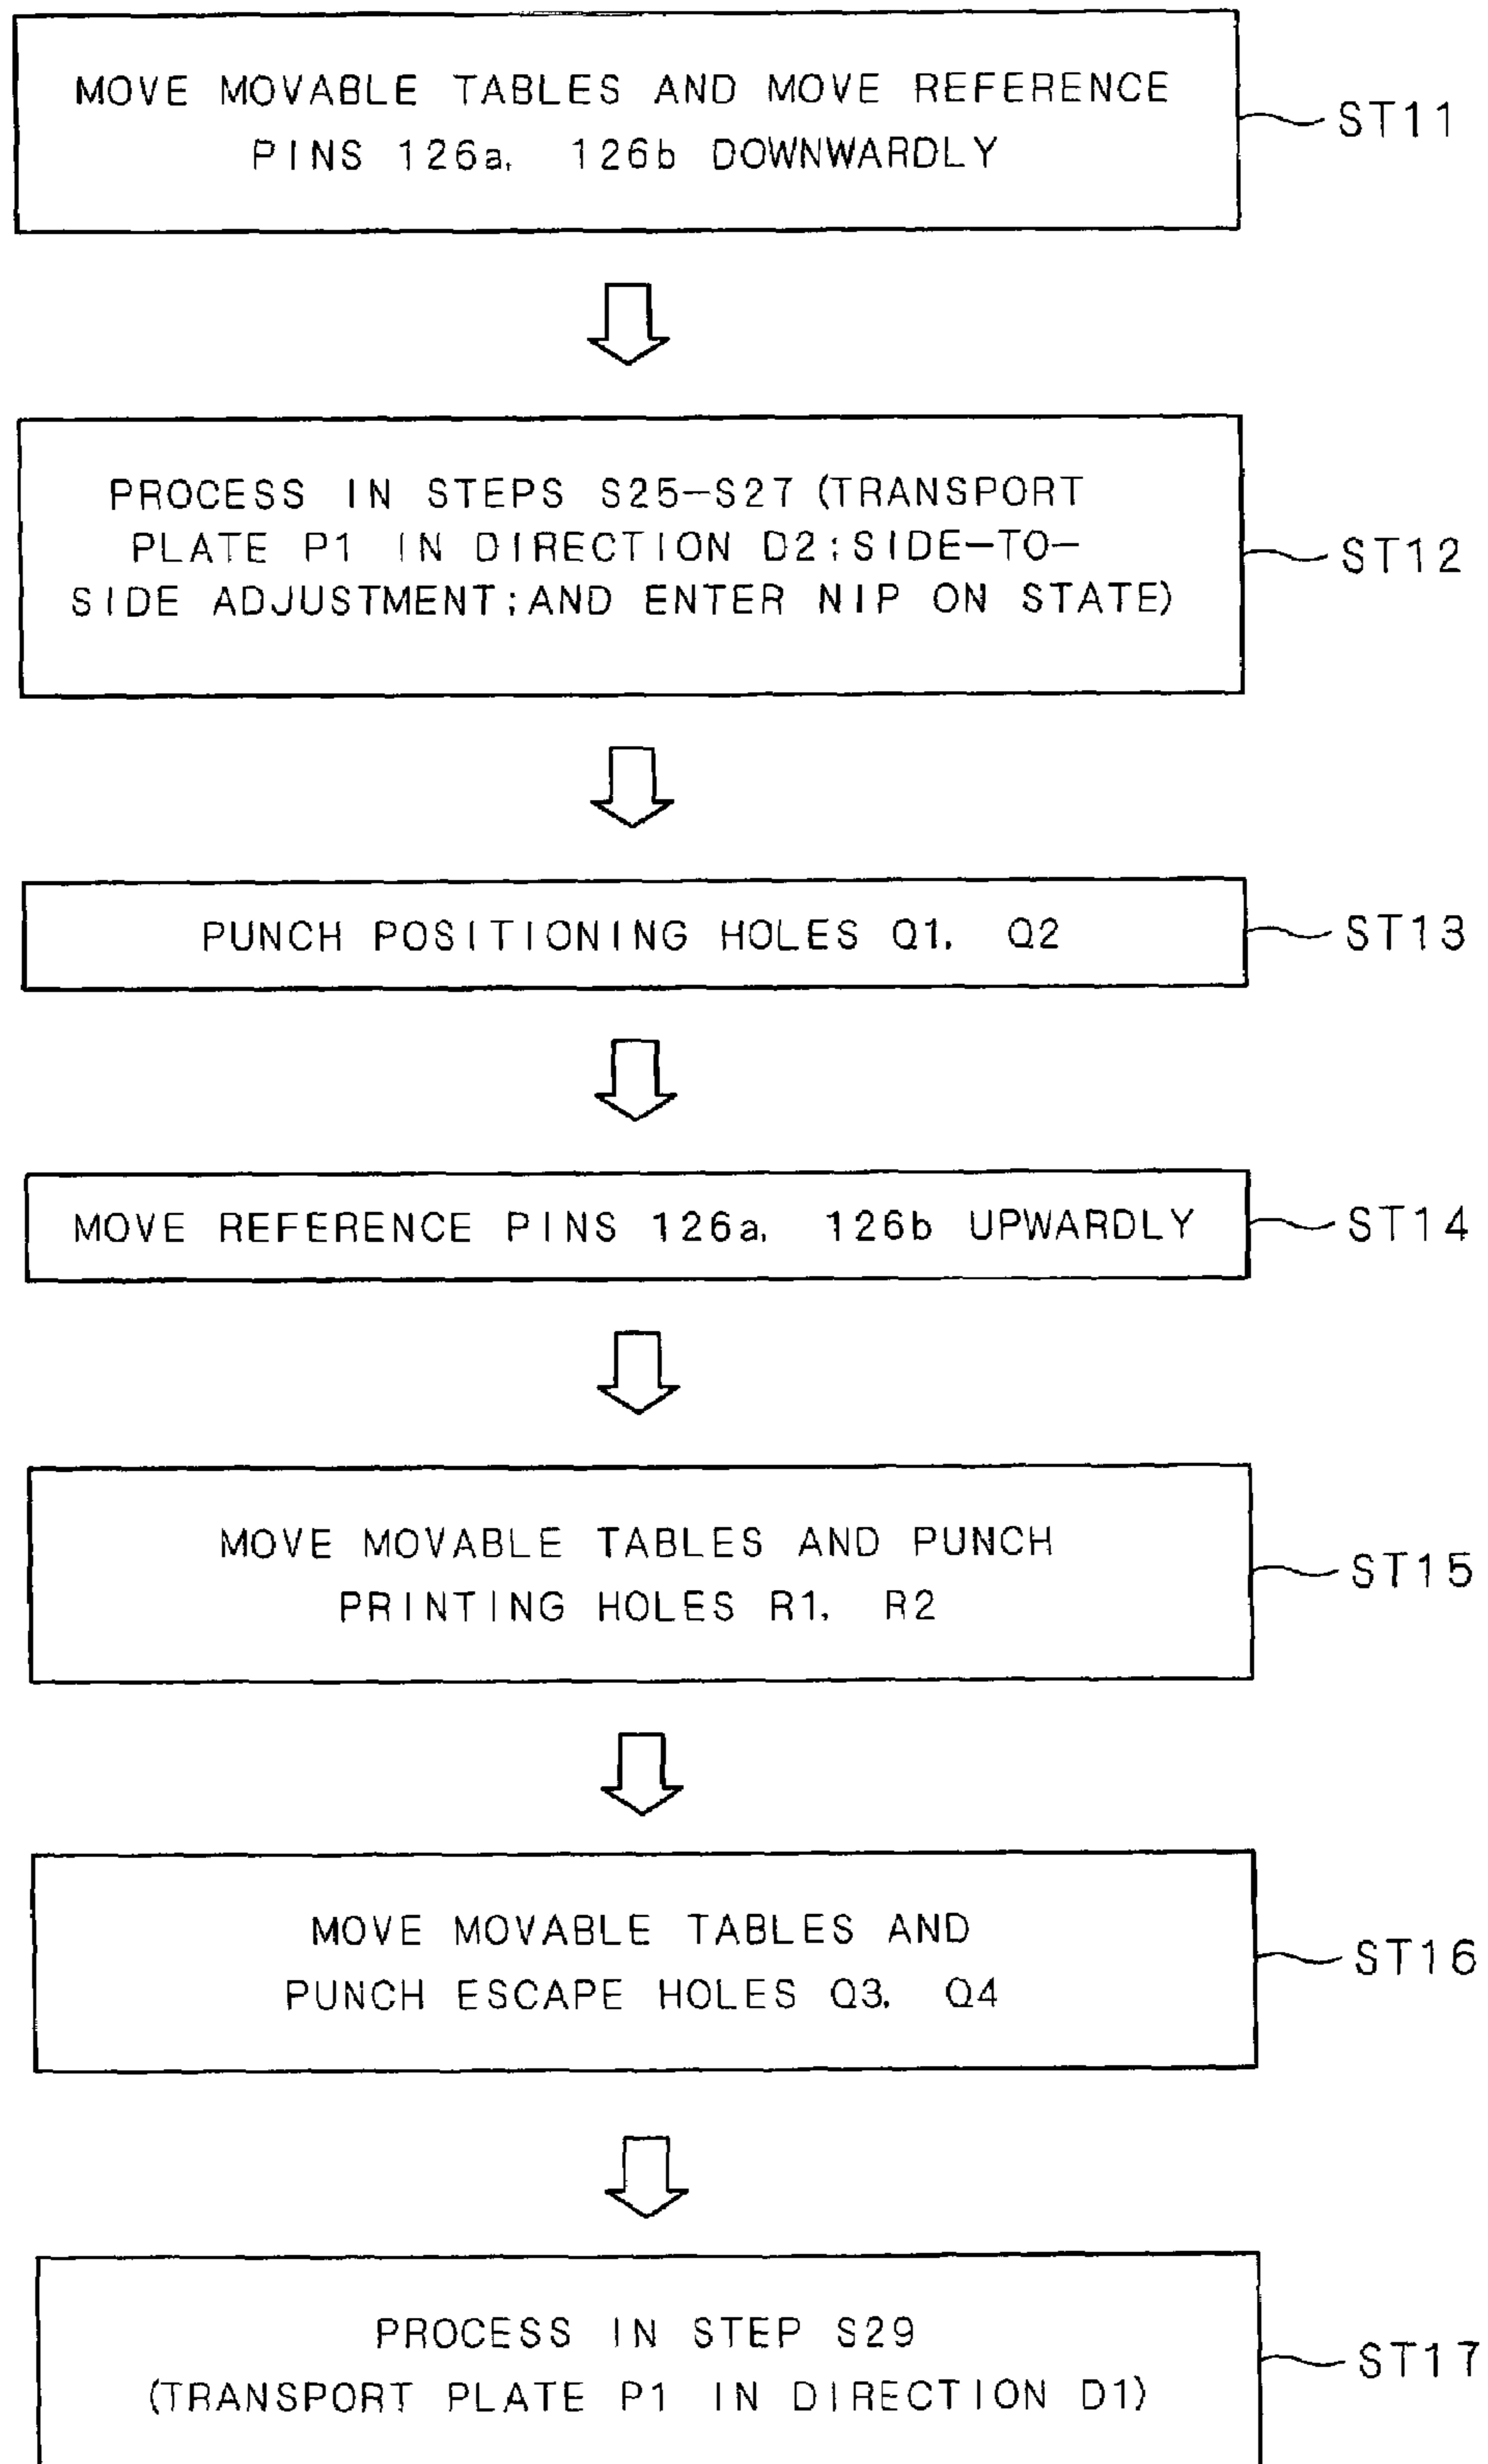 MOVE MOVABLE TABLES AND MOVE REFERENCE
PINS 126a, 126b DOWNWARDLY
ST11
PROCESS IN STEPS S25-S27 (TRANSPORT
PLATE P1 IN DIRECTION D2;SIDE-TO-
SIDE ADJUSTMENT;AND ENTER NIP ON STATE)
ST12
PUNCH POSITIONING HOLES Q1, Q2
ST13
MOVE REFERENCE PINS 126a, 126b UPWARDLY
ST14
MOVE MOVABLE TABLES AND PUNCH
PRINTING HOLES R1, R2
ST15
MOVE MOVABLE TABLES AND
PUNCH ESCAPE HOLES Q3, Q4
ST16
PROCESS IN STEP S29
(TRANSPORT PLATE P1 IN DIRECTION D1)
ST17